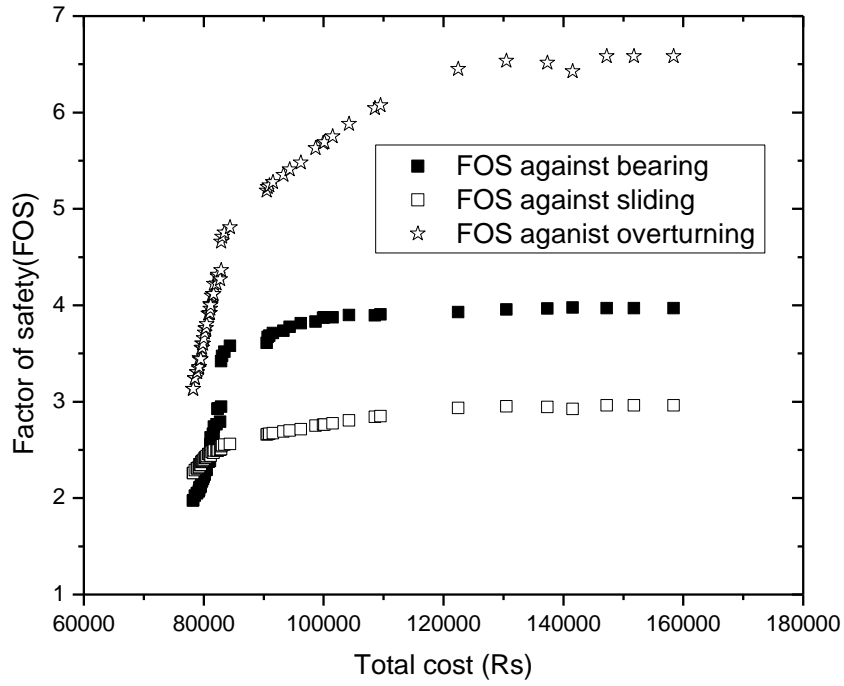 7
6
5
4
3
2
1
Factor of safety(FOS)
FOS against bearing
FOS against sliding
FOS aganist overturning
60000 80000 100000 120000 140000 160000 180000
Total cost (Rs)